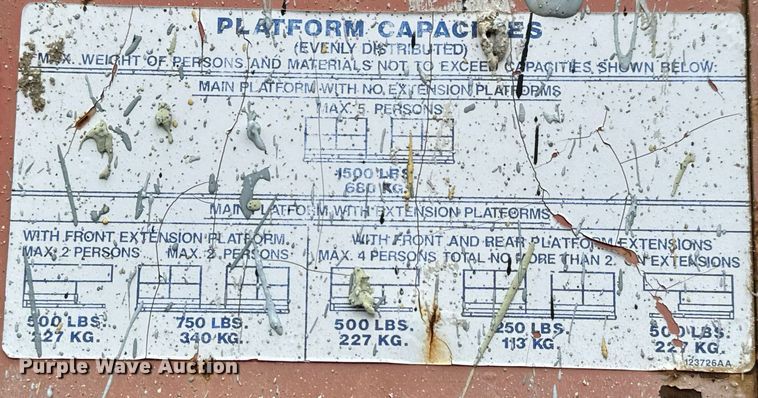 PLATFORM CAPACITIES
(EVENLY DISTRIBUTED)
MAX. WEIGHT OF PERSONS AND MATERIALS NOT TO EXCEED CAPACITIES SHOWN BELOW:
MAIN PLATFORM WITH NO EXTENSION PLATFORMS
MAX. 5 PERSONS
1500 LBS.
680 KG.
MAIN PLATFORM WITH EXTENSION PLATFORMS
WITH FRONT EXTENSION PLATFORM
MAX. 2 PERSONS MAX. 2 PERSONS
WITH FRONT AND REAR PLATFORM EXTENSIONS
MAX. 4 PERSONS TOTAL NO MORE THAN 2 EXTENSIONS
500 LBS. 750 LBS. 500 LBS. 250 LBS. 500 LBS.
227 KG. 340 KG. 227 KG. 113 KG. 227 KG.
123726AA
Purple Wave Auction